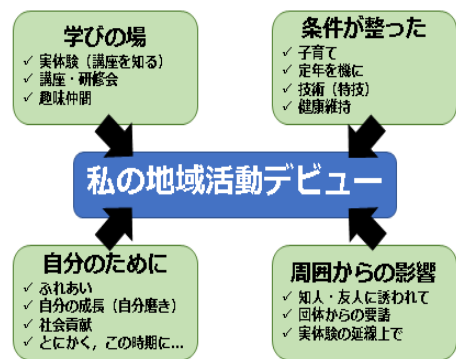 学びの場
✓ 実体験（講座を知る）
✓ 講座・研修会
✓ 趣味仲間
条件が整った
✓ 子育て
✓ 定年を機に
✓ 技術（特技）
✓ 健康維持
私の地域活動デビュー
自分のために
✓ ふれあい
✓ 自分の成長（自分磨き）
✓ 社会貢献
✓ とにかく，この時期に…
周囲からの影響
✓ 知人・友人に誘われて
✓ 団体からの要請
✓ 実体験の延線上で